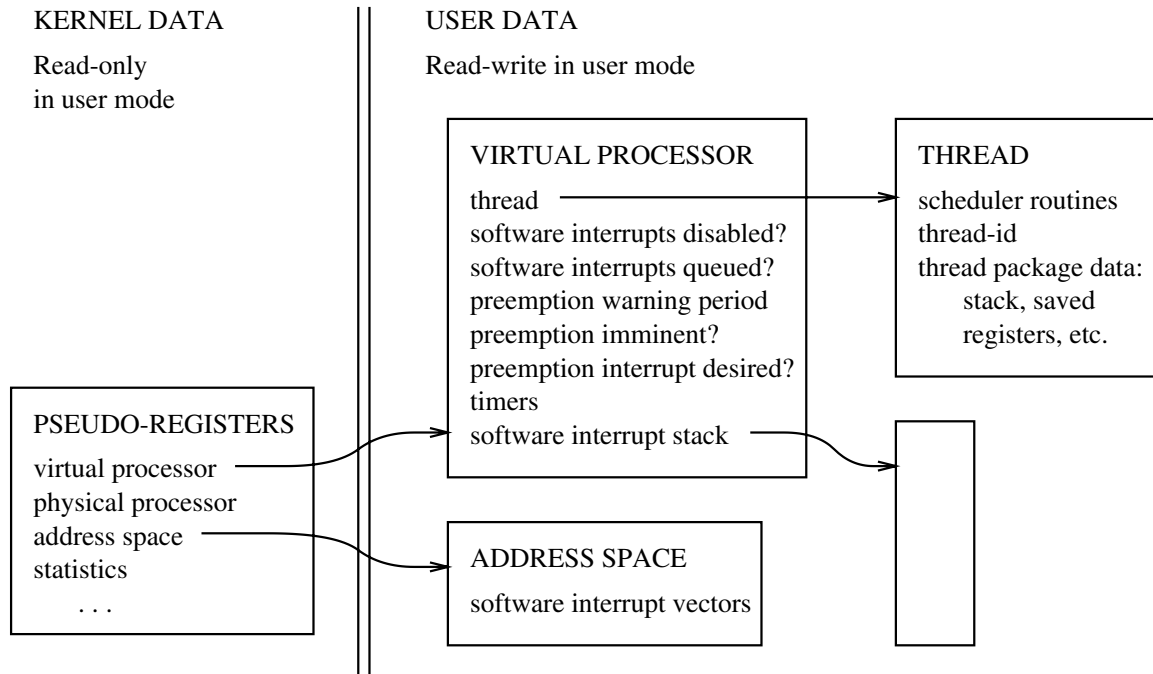 KERNEL DATA
Read-only
in user mode
USER DATA
Read-write in user mode
VIRTUAL PROCESSOR
thread
software interrupts disabled?
software interrupts queued?
preemption warning period
preemption imminent?
preemption interrupt desired?
timers
software interrupt stack
THREAD
scheduler routines
thread-id
thread package data:
stack, saved
registers, etc.
PSEUDO-REGISTERS
virtual processor
physical processor
address space
statistics
. . .
ADDRESS SPACE
software interrupt vectors